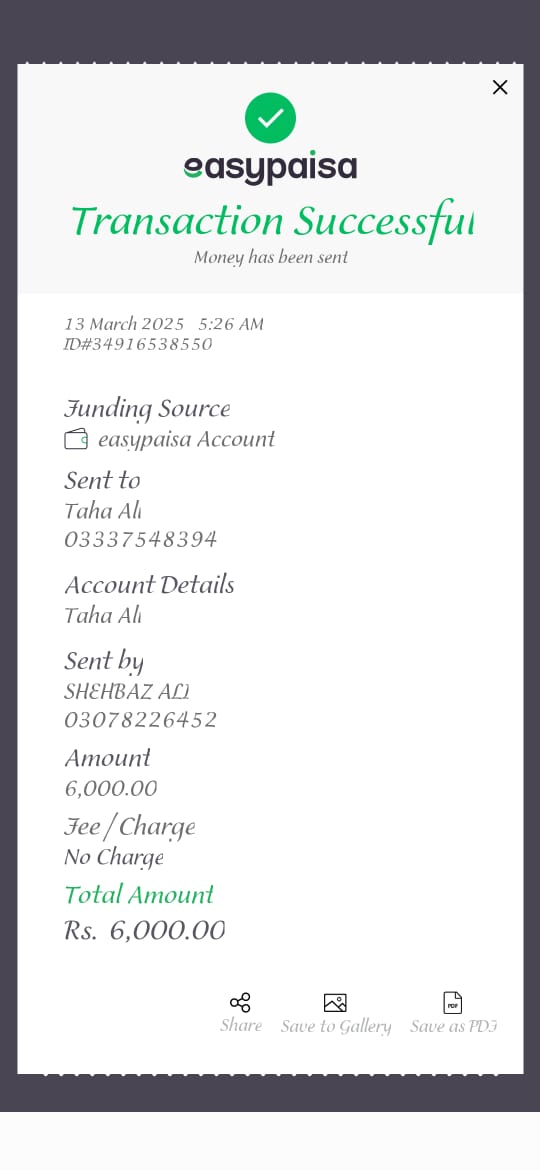 easypaisa
Transaction Successful
Money has been sent
13 March 2025 5:26 AM
ID#34916538550
Funding Source
easypaisa Account
Sent to
Taha Ali
03337548394
Account Details
Taha Ali
Sent by
SHEHBAZ ALI
03078226452
Amount
6,000.00
Fee / Charge
No Charge
Total Amount
Rs. 6,000.00
Share Save to Gallery Save as PDF